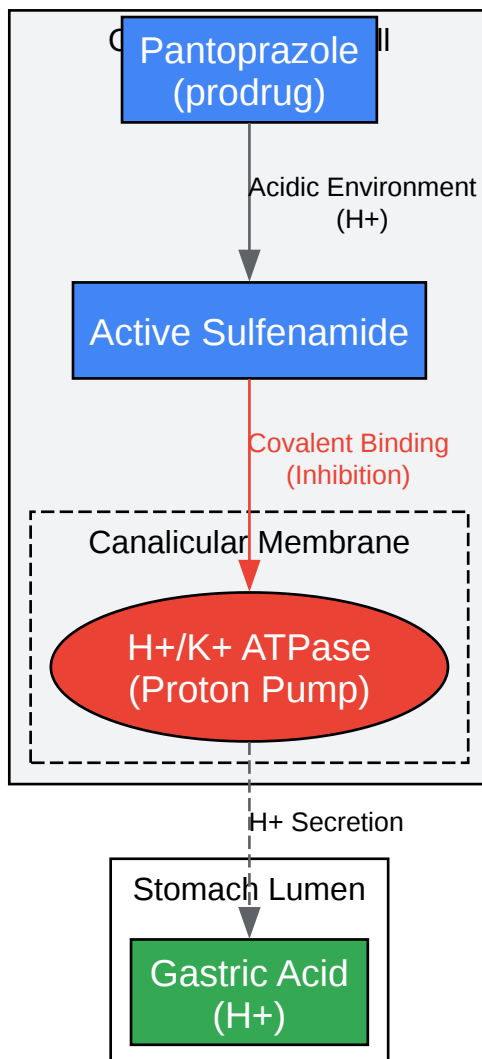 Pantoprazole
(prodrug)
Acidic Environment
(H+)
Active Sulfenamide
Covalent Binding
(Inhibition)
Canalicular Membrane
H+/K+ ATPase
(Proton Pump)
H+ Secretion
Stomach Lumen
Gastric Acid
(H+)